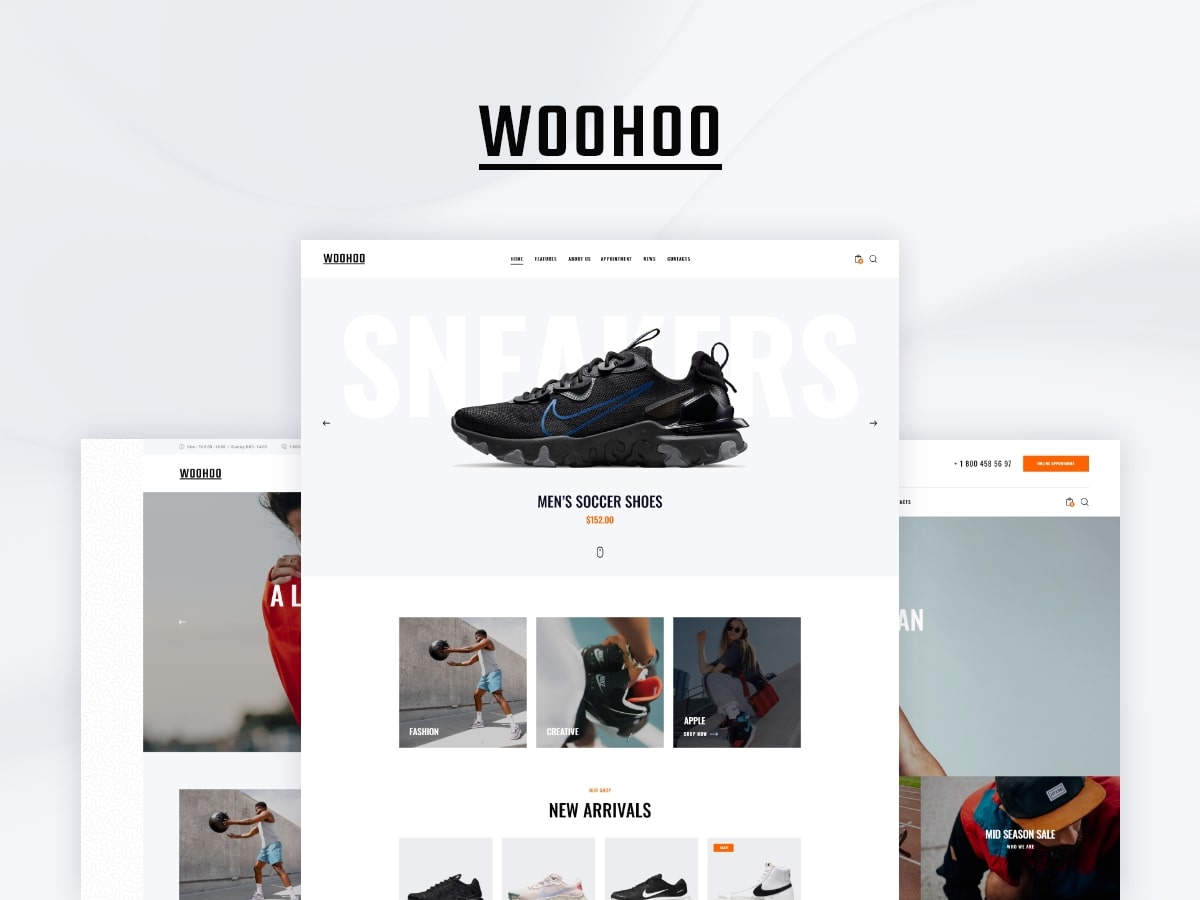 WOOHOO
WOOHOO
HOME FEATURES ABOUT US APPOINTMENT NEWS CONTACTS
SNEAKERS
MEN'S SOCCER SHOES
$152.00
FASHION
CREATIVE
APPLE
SHOP NOW
OUR SHOP
NEW ARRIVALS
SALE
WOOHOO
A L
+ 1 800 458 56 97
ONLINE APPOINTMENT
ACTS
AN
MID SEASON SALE
WHO WE ARE